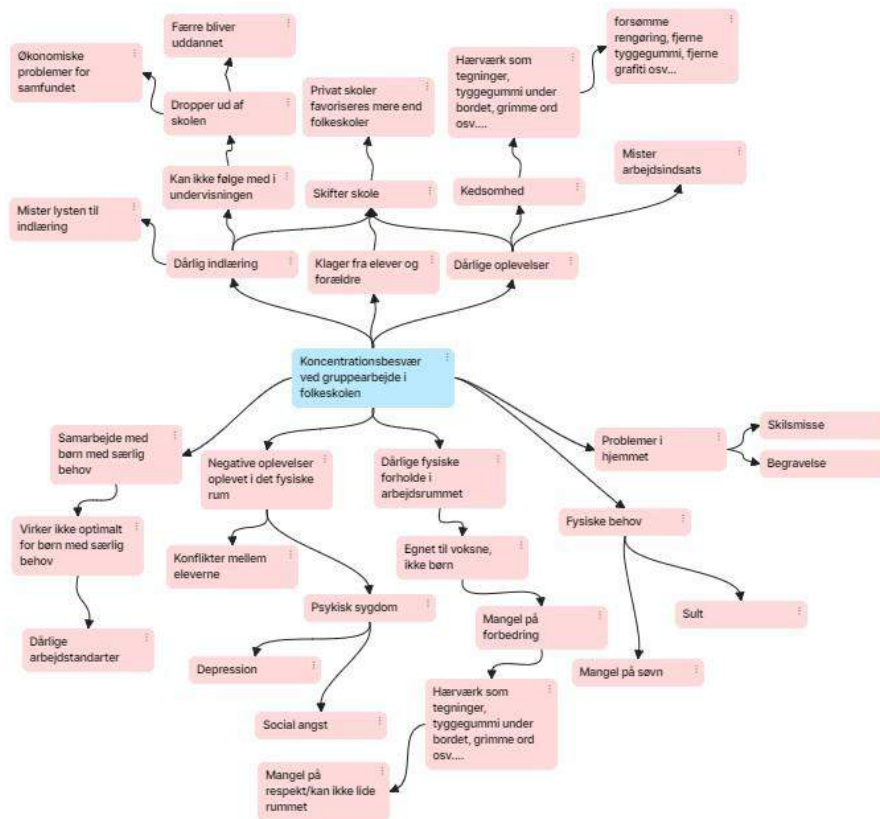 Færre bliver
uddannet
Økonomiske
problemer for
samfundet
Dropper ud af
skolen
Kan ikke følge med i
undervisningen
Mister lysten til
indlæring
Dårlig indlæring
Privat skoler
favoriseres mere end
folkeskoler
Skifter skole
Klager fra elever og
forældre
Hærværk som
tegninger,
tyggegummi under
bordet, grimme ord
osv....
forsømme
rengøring, fjerne
tyggegummi, fjerne
grafiti osv...
Kedsomhed
Mister
arbejdsindsats
Dårlige oplevelser
Koncentrationsbesvær
ved gruppearbejde i
folkeskolen
Samarbejde med
børn med særlig
behov
Virker ikke optimalt
for børn med særlig
behov
Dårlige
arbejdstandarter
Negative oplevelser
oplevet i det fysiske
rum
Konflikter mellem
eleverne
Psykisk sygdom
Depression
Social angst
Dårlige fysiske
forholde i
arbejdsrummet
Egnet til voksne,
ikke børn
Mangel på
forbedring
Hærværk som
tegninger,
tyggegummi under
bordet, grimme ord
osv....
Mangel på
respekt/kan ikke lide
rummet
Problemer i
hjemmet
Skilsmisse
Begravelse
Fysiske behov
Sult
Mangel på søvn